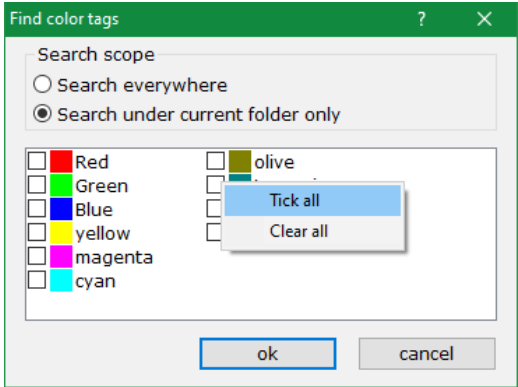 Find color tags
?
Search scope
Search everywhere
Search under current folder only
Red
Green
Blue
yellow
magenta
cyan
olive
Tick all
Clear all
ok
cancel